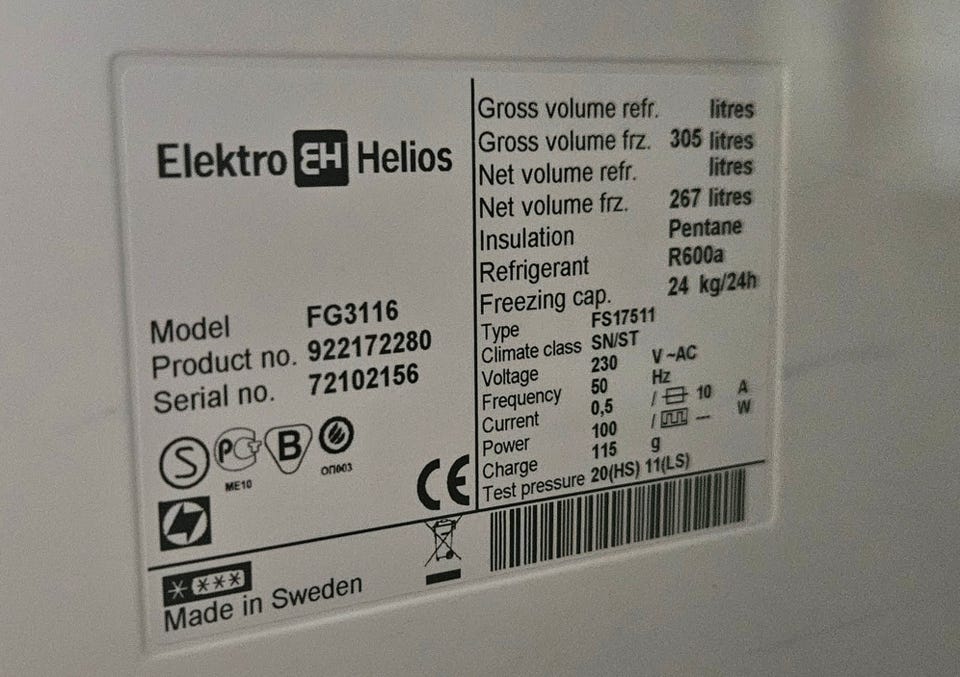 Elektro EH Helios
Model FG3116
Product no. 922172280
Serial no. 72102156
S
PC
B
ME10
ОП003
CE
Made in Sweden
Gross volume refr. litres
Gross volume frz. 305 litres
Net volume refr. litres
Net volume frz. 267 litres
Insulation Pentane
Refrigerant R600a
Freezing cap. 24 kg/24h
Type FS17511
Climate class SN/ST
Voltage 230 V ~AC
Frequency 50 Hz
Current 0,5 / 10 A
Power 100 / --- W
Charge 115 g
Test pressure 20(HS) 11(LS)